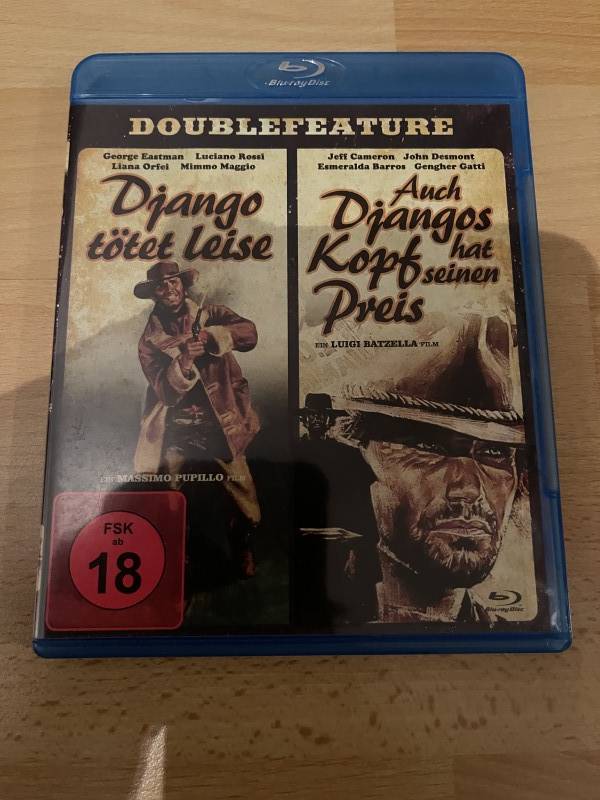 Blu-ray Disc
DOUBLEFEATURE
George Eastman Luciano Rossi
Liana Orfei Mimmo Maggio
Django
tötet leise
EIN MASSIMO PUPILLO FILM
FSK
ab
18
Jeff Cameron John Desmont
Esmeralda Barros Gengher Gatti
Auch
Djangos
Kopf hat
seinen
Preis
EIN LUIGI BATZELLA FILM
Blu-ray Disc